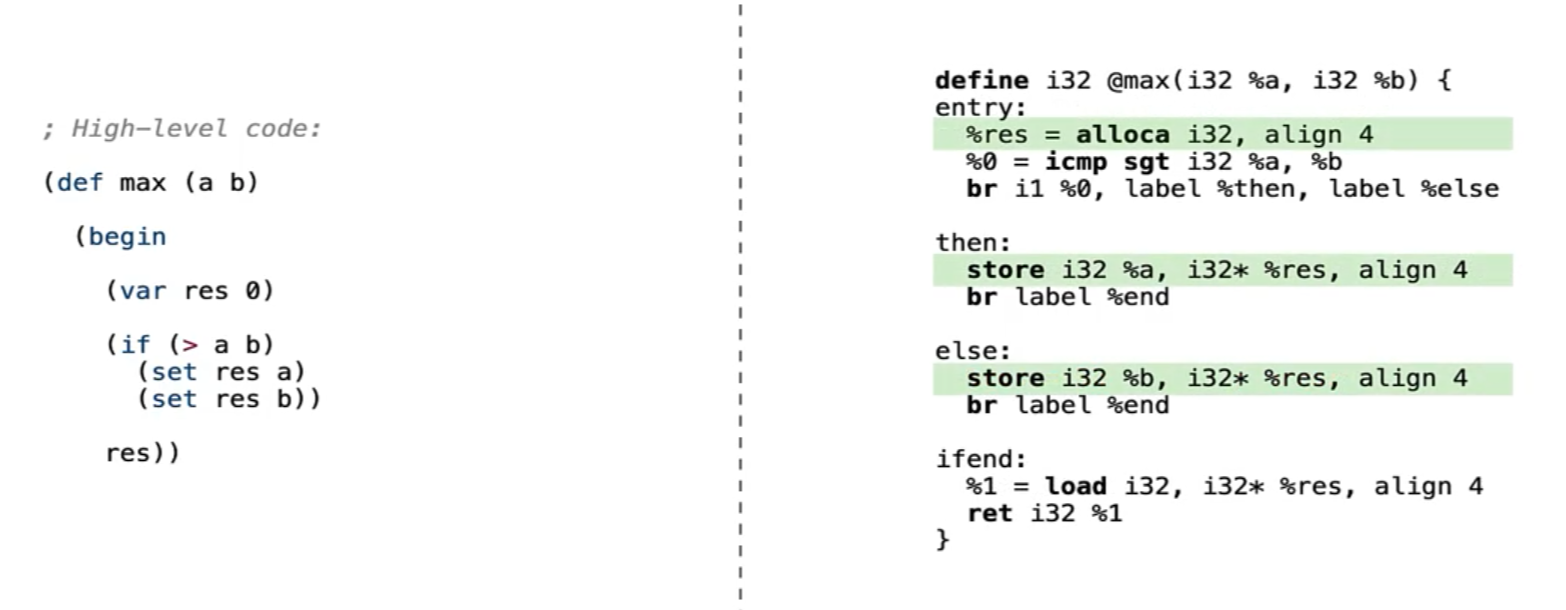 ; High-level code:
(def max (a b)
  (begin
    (var res 0)
    (if (> a b)
      (set res a)
      (set res b))
    res))
define i32 @max(i32 %a, i32 %b) {
entry:
  %res = alloca i32, align 4
  %0 = icmp sgt i32 %a, %b
  br i1 %0, label %then, label %else
then:
  store i32 %a, i32* %res, align 4
  br label %end
else:
  store i32 %b, i32* %res, align 4
  br label %end
ifend:
  %1 = load i32, i32* %res, align 4
  ret i32 %1
}